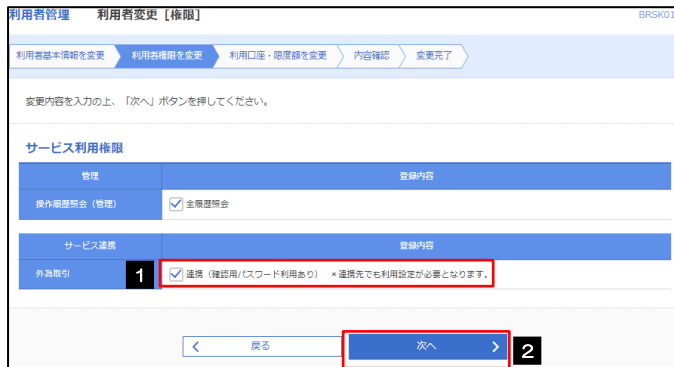 利用者管理 利用者変更［権限］ BRSK01
利用者基本情報を変更 利用者権限を変更 利用口座・限度額を変更 内容確認 変更完了
変更内容を入力の上、「次へ」ボタンを押してください。
サービス利用権限
管理 登録内容
操作履歴照会（管理） 全履歴照会
サービス連携 登録内容
外為取引 1 連携（確認用パスワード利用あり） ＊連携先でも利用設定が必要となります。
戻る 次へ 2